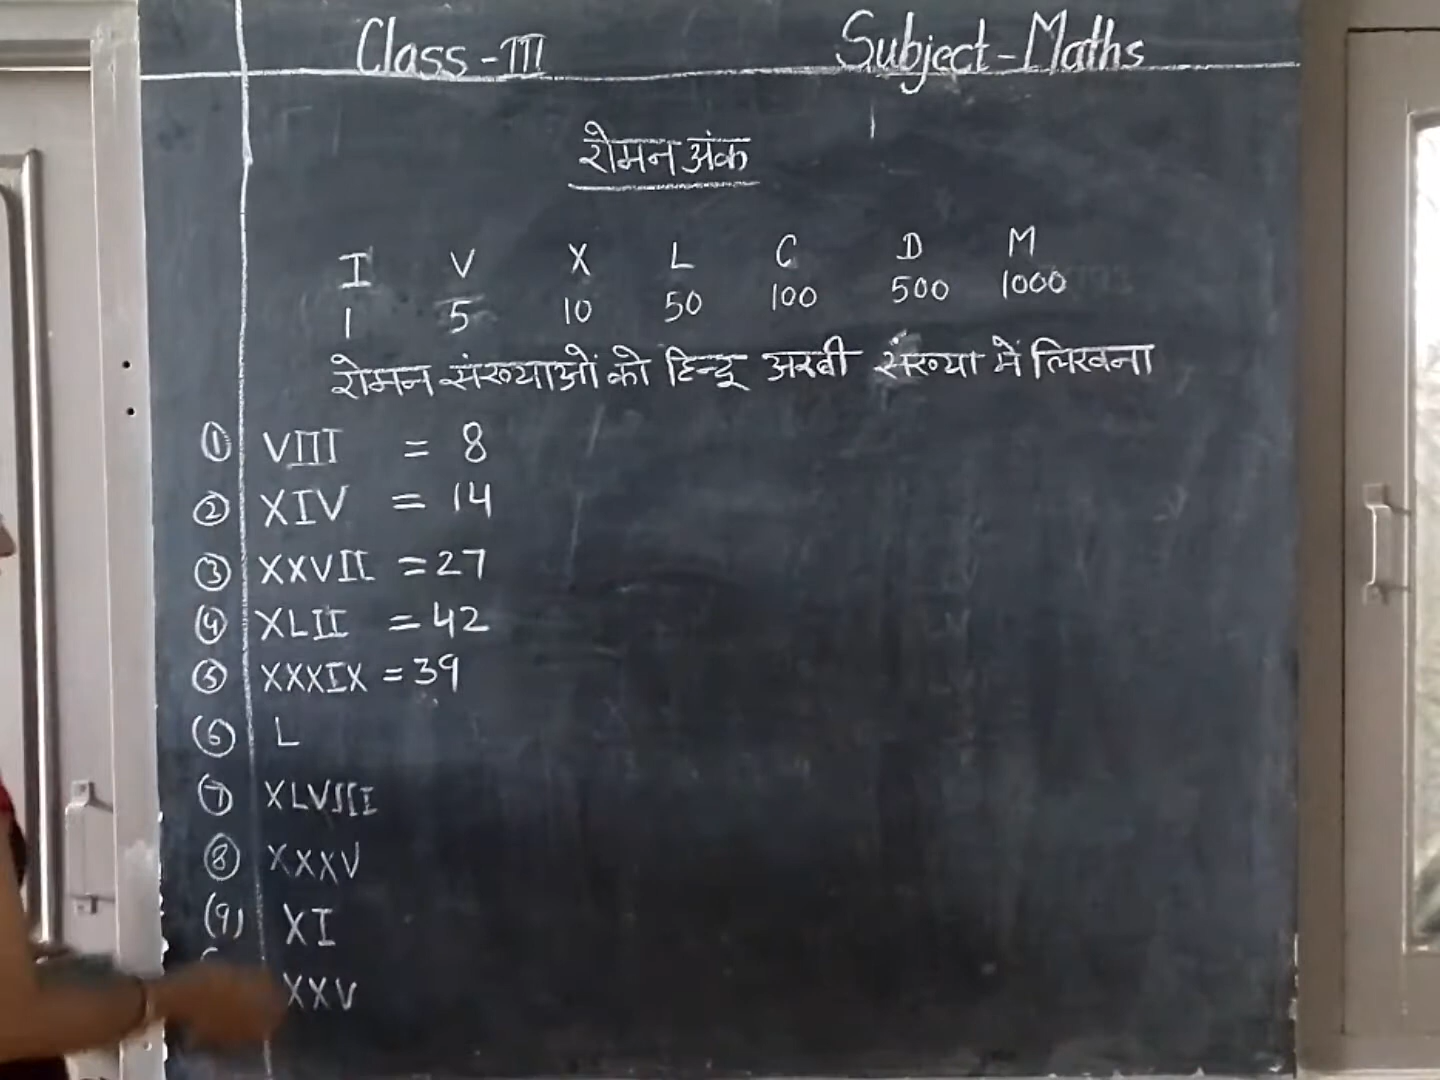 Class-III Subject-Maths
रोमन अंक
I V X L C D M
1 5 10 50 100 500 1000
रोमन संख्याओं को हिन्दू अरबी संख्या में लिखना
① VIII = 8
② XIV = 14
③ XXVII = 27
④ XLII = 42
⑤ XXXIX = 39
(6) L
(7) XLVIII
⑧ XXXV
(9) XI
XXV